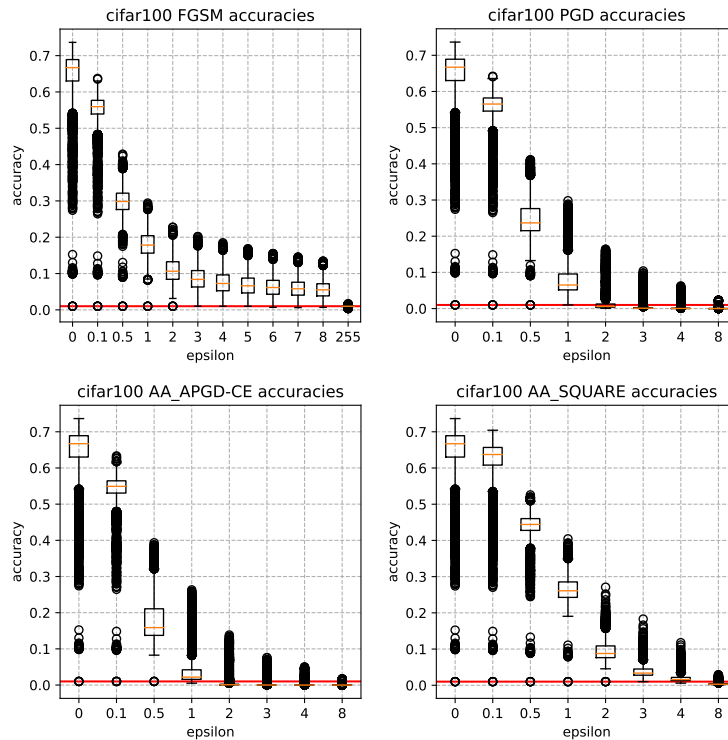 cifar100 FGSM accuracies
0.7
0.6
0.5
0.4
0.3
0.2
0.1
0.0
accuracy
0 0.1 0.5 1 2 3 4 5 6 7 8 255
epsilon
cifar100 PGD accuracies
0.7
0.6
0.5
0.4
0.3
0.2
0.1
0.0
accuracy
0 0.1 0.5 1 2 3 4 8
epsilon
cifar100 AA_APGD-CE accuracies
0.7
0.6
0.5
0.4
0.3
0.2
0.1
0.0
accuracy
0 0.1 0.5 1 2 3 4 8
epsilon
cifar100 AA_SQUARE accuracies
0.7
0.6
0.5
0.4
0.3
0.2
0.1
0.0
accuracy
0 0.1 0.5 1 2 3 4 8
epsilon